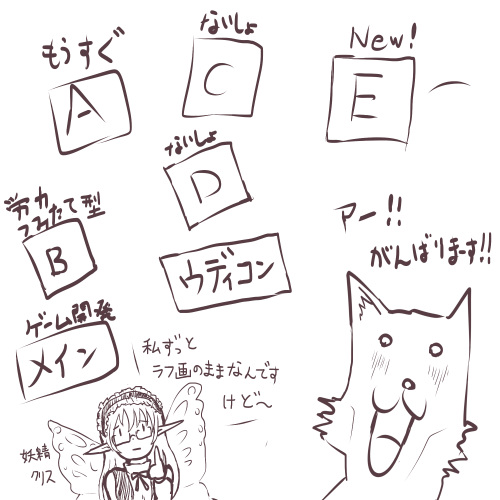 もうすぐ
A
ないしょ
C
New!
E
ないしょ
D
労力
つみたて型
B
ウディコン
ゲーム開発
メイン
アー!!
がんばりまーす!!
私ずっと
ラフ画のままなんです
けど〜
妖精
クリス